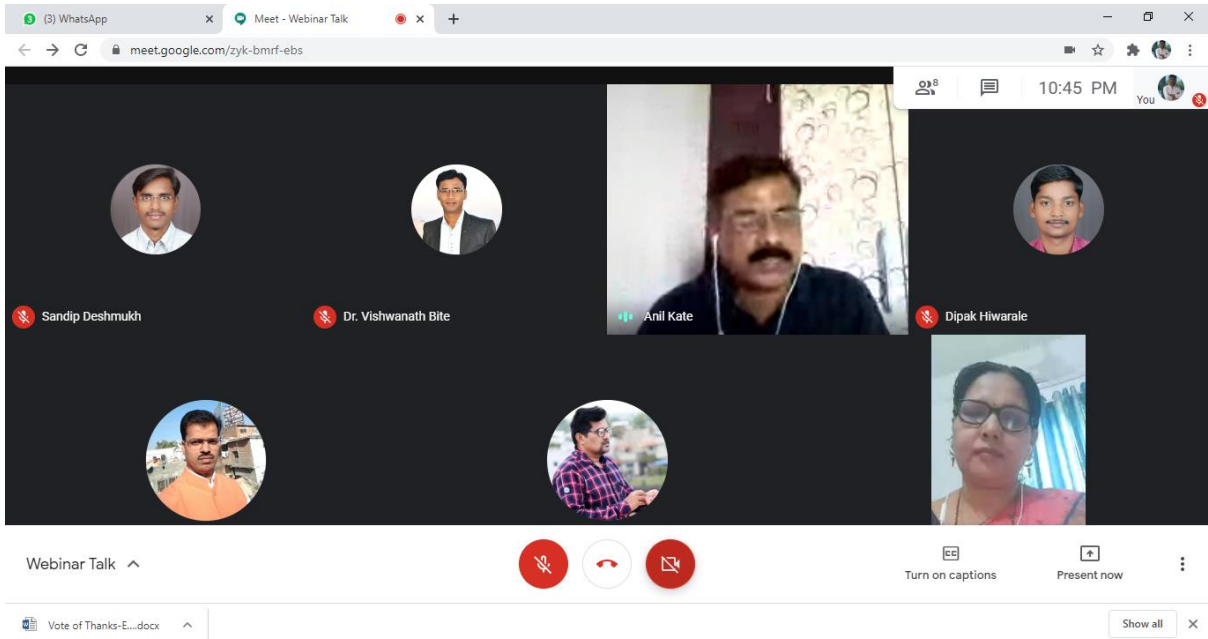 3 (3) WhatsApp
Meet - Webinar Talk
meet.google.com/zyk-bmrf-ebs
8
10:45 PM
You
Sandip Deshmukh
Dr. Vishwanath Bite
Anil Kate
Dipak Hiwarale
Webinar Talk
CC
Turn on captions
Present now
Vote of Thanks-E....docx
Show all